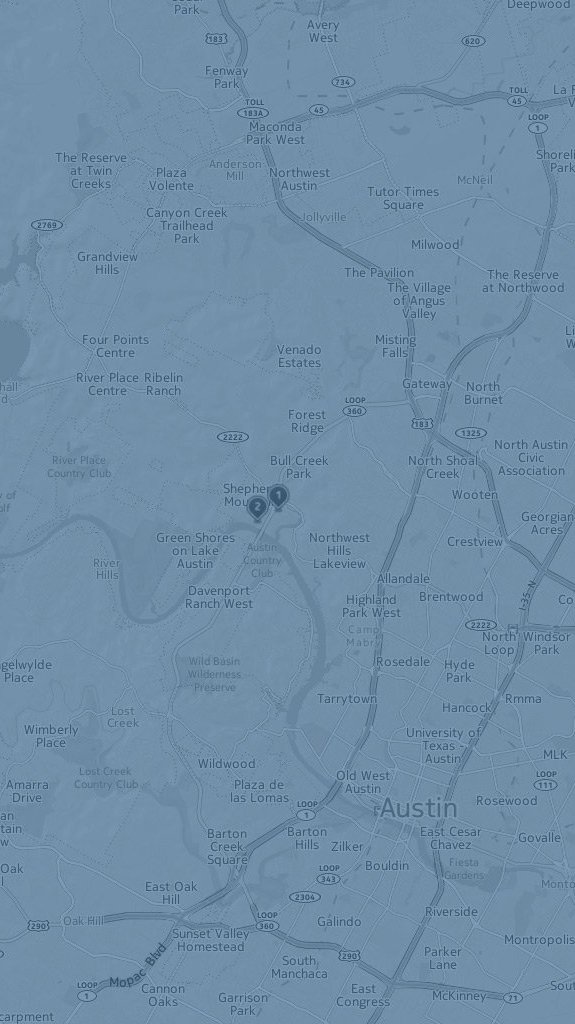 Park
Deepwood
Avery
West
183
620
Fenway
Park
734
TOLL
45
TOLL
183A
45
LOOP
1
Maconda
Park West
The Reserve
at Twin
Creeks
Anderson
Mill
Plaza
Volente
Northwest
Austin
McNeil
Tutor Times
Square
Canyon Creek
Trailhead
Park
Jollyville
2769
Milwood
Grandview
Hills
The Pavilion
The Reserve
at Northwood
The Village
of Angus
Valley
Four Points
Centre
Misting
Falls
Venado
Estates
River Place
Centre
Ribelin
Ranch
Gateway
North
Burnet
LOOP
360
Forest
Ridge
183
1325
2222
North Austin
Civic
Association
River Place
Country Club
Bull Creek
Park
North Shoal
Creek
1
2
Wooten
Georgian
Acres
Green Shores
on Lake
Austin
Austin
Country
Club
Northwest
Hills
Lakeview
Crestview
River
Hills
Allandale
Davenport
Ranch West
Highland
Park West
Brentwood
I-35-N
2222
North
Loop
Windsor
Park
Camp
Mabry
Wild Basin
Wilderness
Preserve
Rosedale
Hyde
Park
Place
Tarrytown
Hancock
Rmma
Lost
Creek
Wimberly
Place
University of
Texas -
Austin
MLK
Wildwood
Lost Creek
Country Club
Old West
Austin
LOOP
111
Amarra
Drive
Plaza de
las Lomas
LOOP
1
Austin
Rosewood
Barton
Creek
Square
Barton
Hills
Zilker
East Cesar
Chavez
Govalle
Bouldin
Fiesta
Gardens
LOOP
343
East Oak
Hill
2304
Riverside
290
Oak Hill
LOOP
360
Galindo
Sunset Valley
Homestead
290
Parker
Lane
Mopac Blvd
South
Manchaca
LOOP
1
Cannon
Oaks
Garrison
Park
East
Congress
McKinney
71